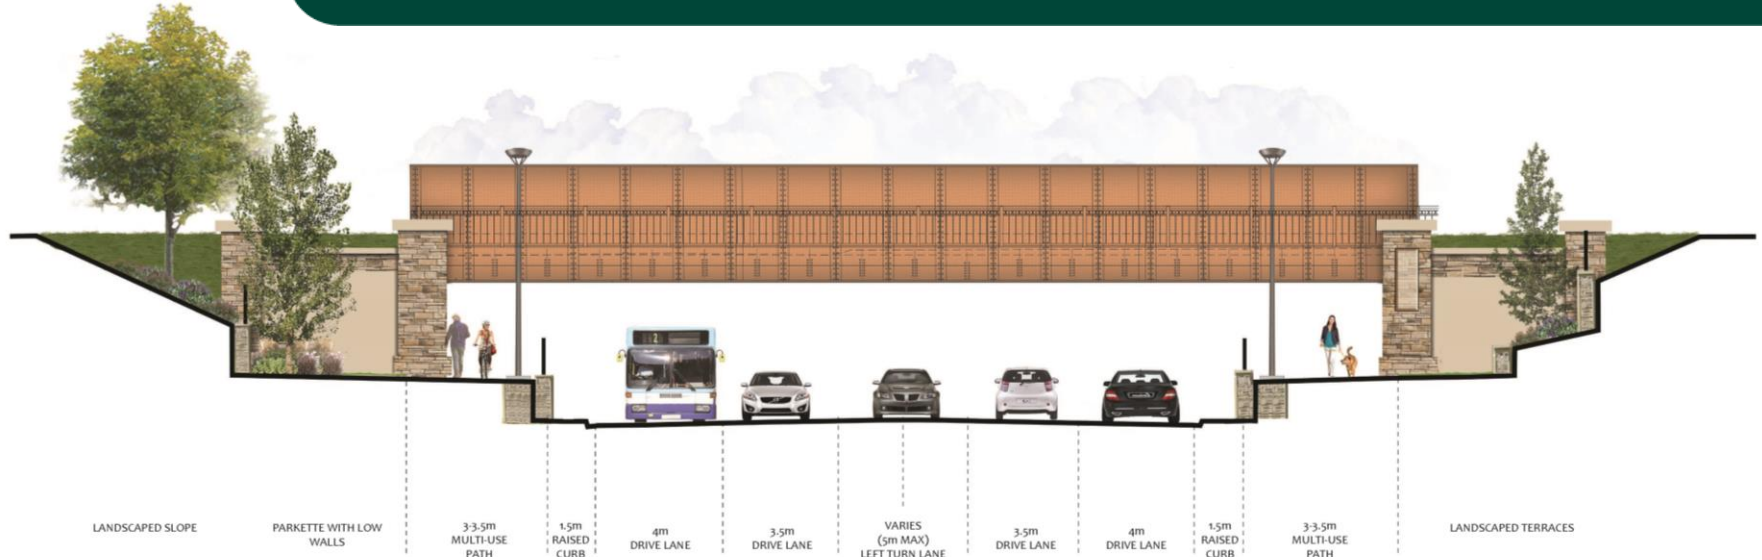 LANDSCAPED SLOPE
PARKETTE WITH LOW
WALLS
3-3.5m
MULTI-USE
PATH
1.5m
RAISED
CURB
4m
DRIVE LANE
3.5m
DRIVE LANE
VARIES
(5m MAX)
LEFT TURN LANE
3.5m
DRIVE LANE
4m
DRIVE LANE
1.5m
RAISED
CURB
3-3.5m
MULTI-USE
PATH
LANDSCAPED TERRACES